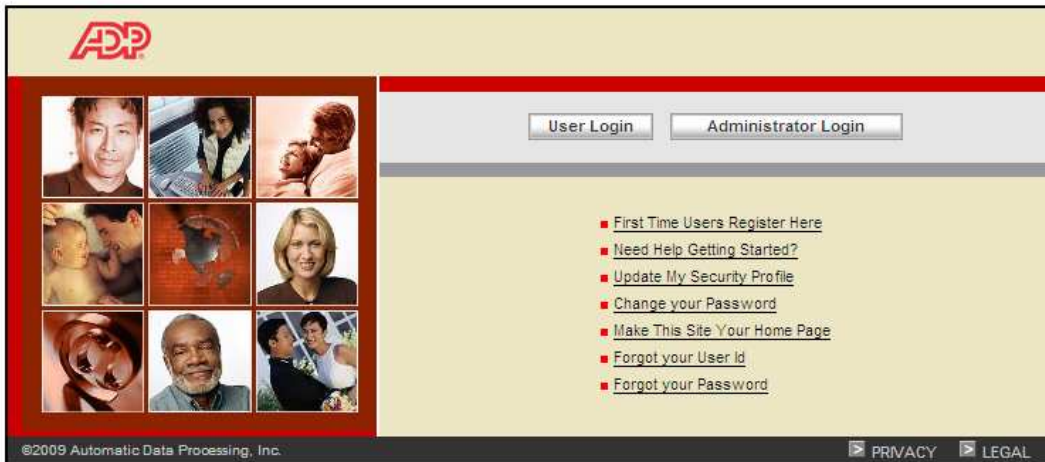 ADP
User Login
Administrator Login
First Time Users Register Here
Need Help Getting Started?
Update My Security Profile
Change your Password
Make This Site Your Home Page
Forgot your User Id
Forgot your Password
©2009 Automatic Data Processing, Inc.
PRIVACY
LEGAL